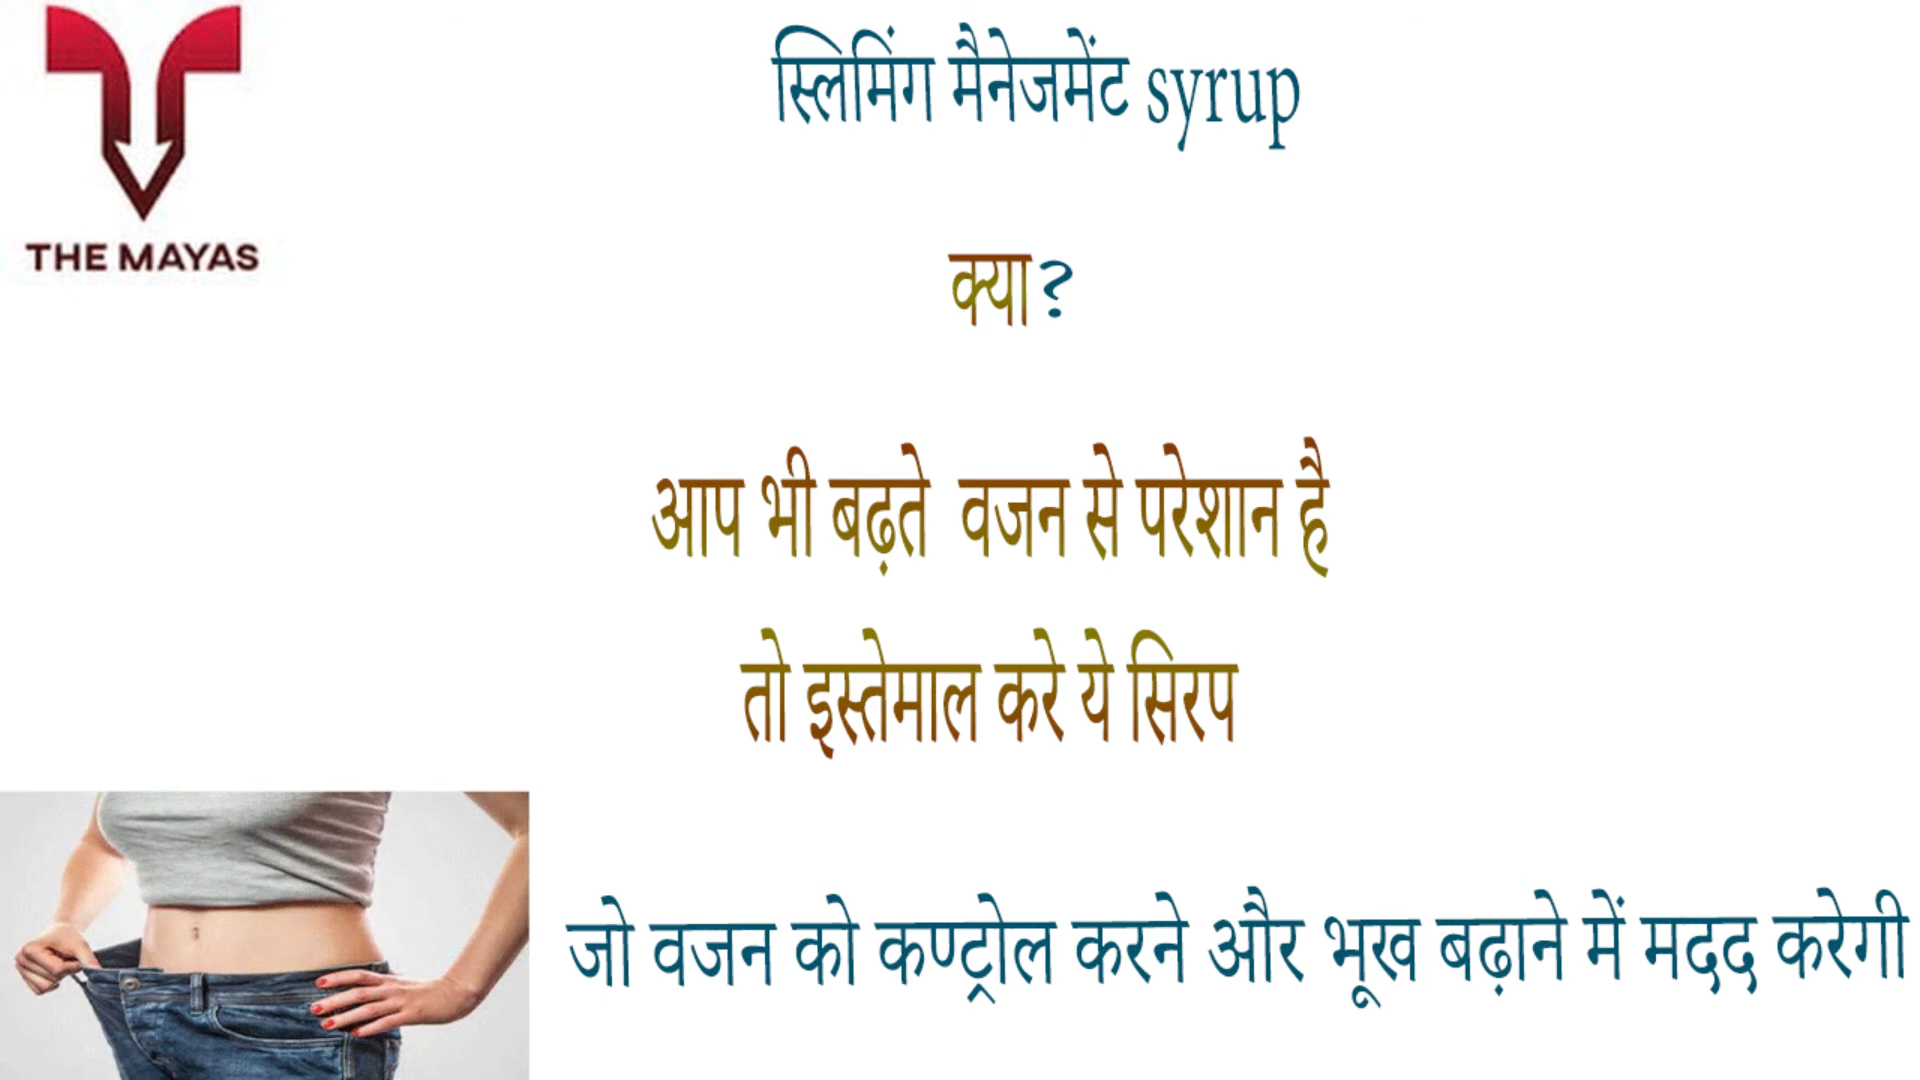 THE MAYAS
स्लिमिंग मैनेजमेंट syrup
क्या?
आप भी बढ़ते वजन से परेशान है
तो इस्तेमाल करे ये सिरप
जो वजन को कण्ट्रोल करने और भूख बढ़ाने में मदद करेगी